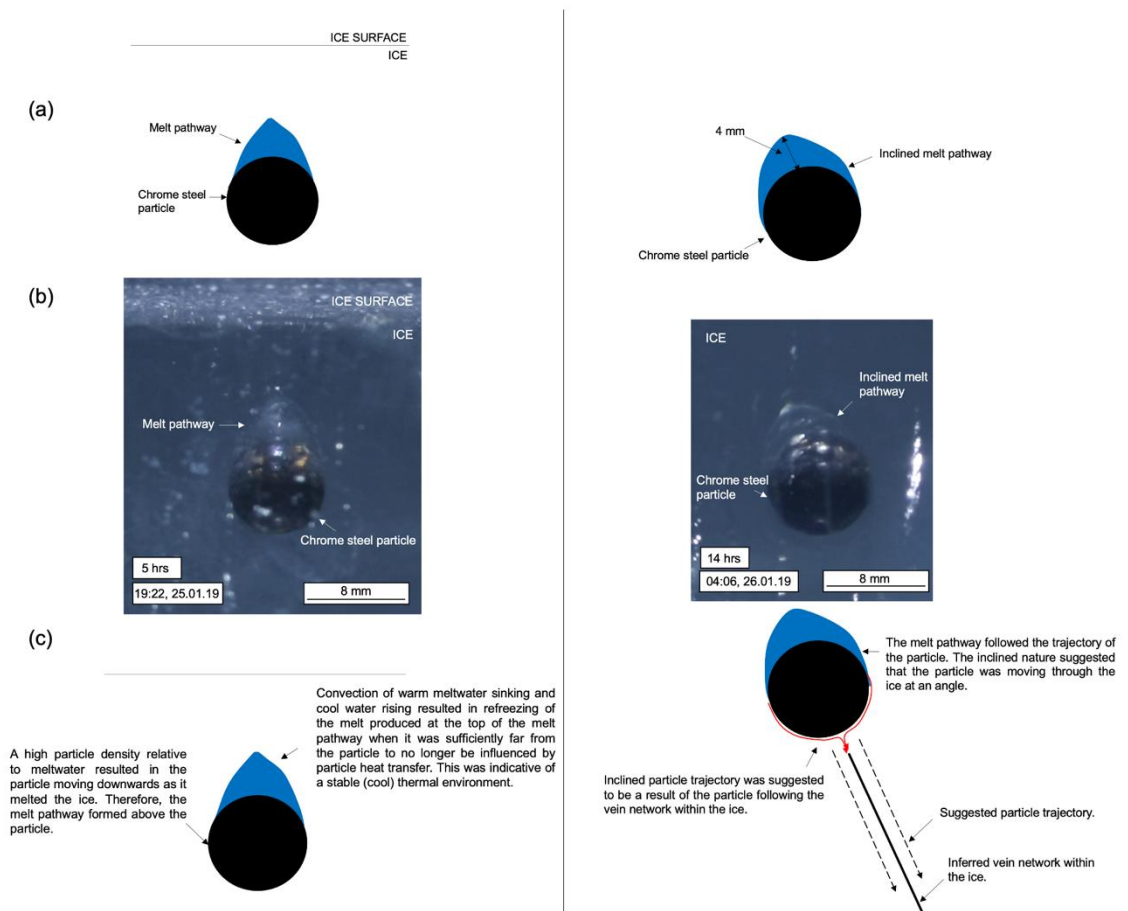 ICE SURFACE
ICE
(a)
Melt pathway
Chrome steel
particle
4 mm
Inclined melt pathway
Chrome steel particle
(b)
ICE SURFACE
ICE
Melt pathway
Chrome steel particle
5 hrs
19:22, 25.01.19
8 mm
ICE
Inclined melt
pathway
Chrome steel
particle
14 hrs
04:06, 26.01.19
8 mm
(c)
A high particle density relative
to meltwater resulted in the
particle moving downwards as it
melted the ice. Therefore, the
melt pathway formed above the
particle.
Convection of warm meltwater sinking and
cool water rising resulted in refreezing of
the melt produced at the top of the melt
pathway when it was sufficiently far from
the particle to no longer be influenced by
particle heat transfer. This was indicative of
a stable (cool) thermal environment.
The melt pathway followed the trajectory of
the particle. The inclined nature suggested
that the particle was moving through the
ice at an angle.
Inclined particle trajectory was suggested
to be a result of the particle following the
vein network within the ice.
Suggested particle trajectory.
Inferred vein network within
the ice.